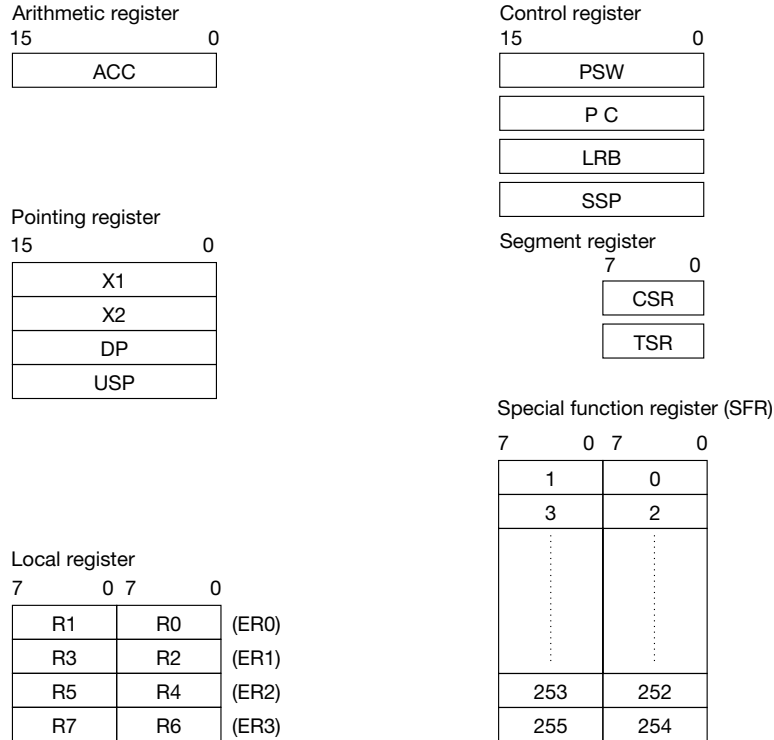 Arithmetic register
15 0
ACC
Pointing register
15 0
X1
X2
DP
USP
Local register
7 0 7 0
R1 R0 (ER0)
R3 R2 (ER1)
R5 R4 (ER2)
R7 R6 (ER3)
Control register
15 0
PSW
P C
LRB
SSP
Segment register
7 0
CSR
TSR
Special function register (SFR)
7 0 7 0
1 0
3 2
253 252
255 254